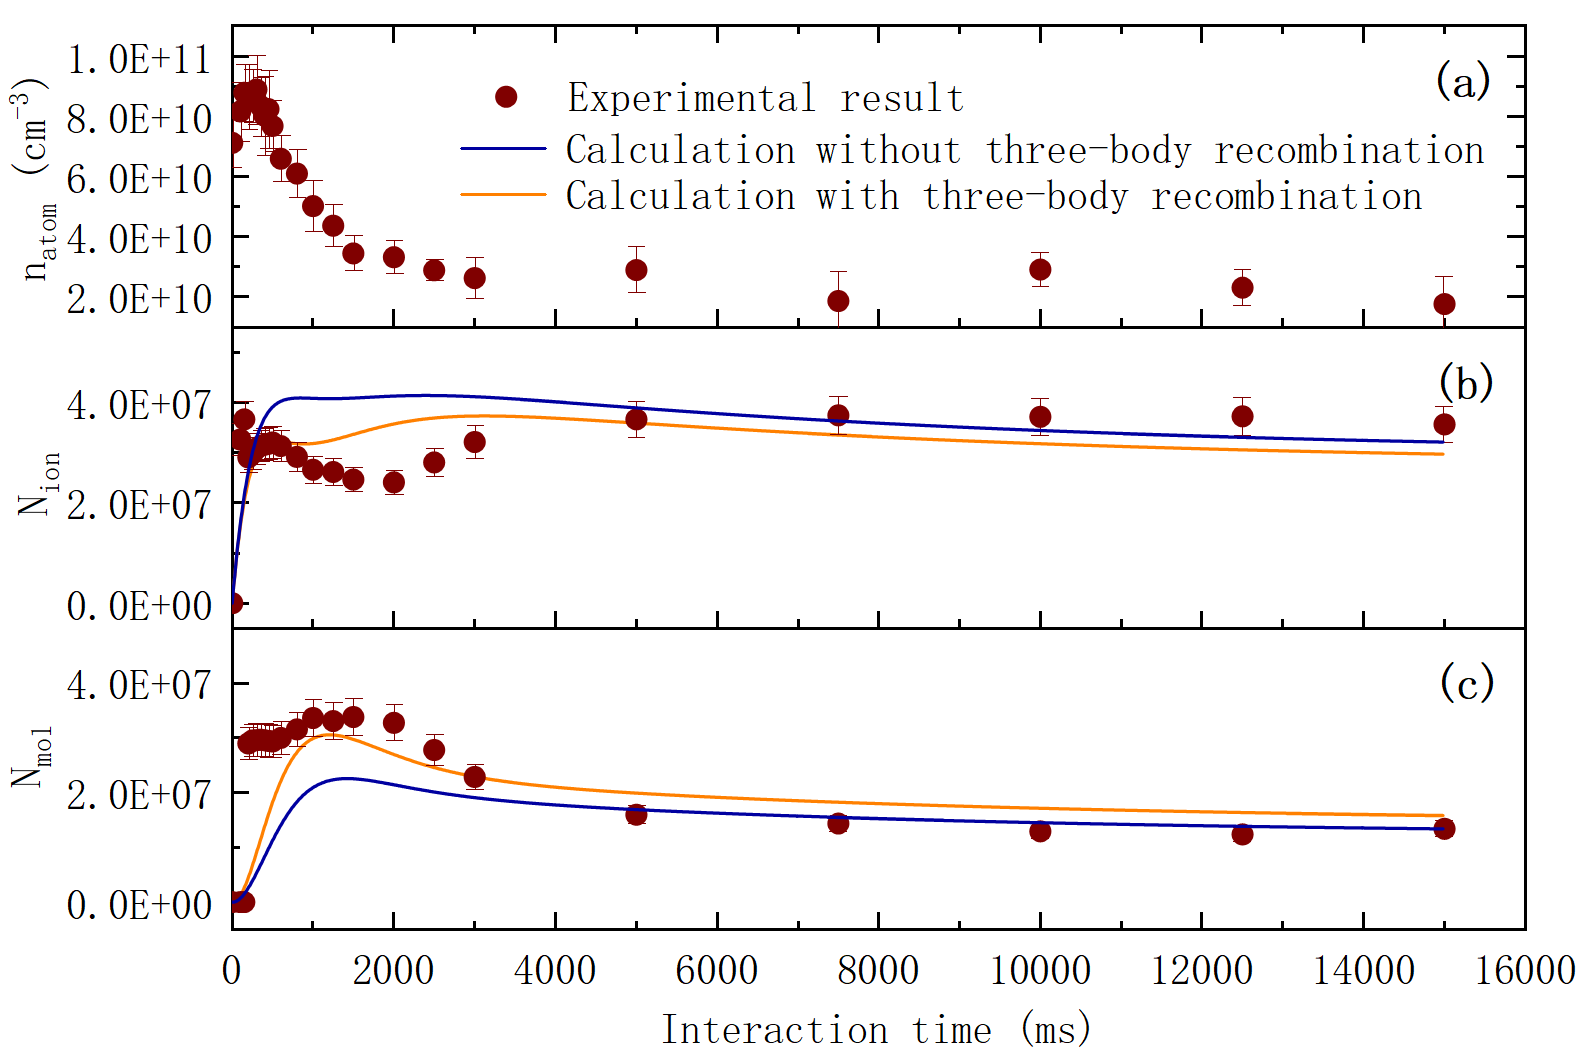 (a)
n_atom (cm^-3)
1.0E+11
8.0E+10
6.0E+10
4.0E+10
2.0E+10
Experimental result
Calculation without three-body recombination
Calculation with three-body recombination
(b)
N_ion
4.0E+07
2.0E+07
0.0E+00
(c)
N_mol
4.0E+07
2.0E+07
0.0E+00
0 2000 4000 6000 8000 10000 12000 14000 16000
Interaction time (ms)